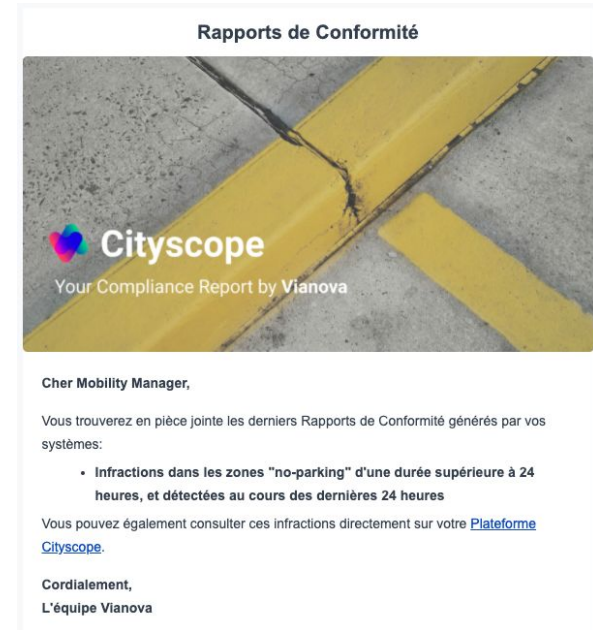 Rapports de Conformité
Cityscope
Your Compliance Report by Vianova
Cher Mobility Manager,
Vous trouverez en pièce jointe les derniers Rapports de Conformité générés par vos
systèmes:
• Infractions dans les zones "no-parking" d'une durée supérieure à 24
heures, et détectées au cours des dernières 24 heures
Vous pouvez également consulter ces infractions directement sur votre Plateforme
Cityscope.
Cordialement,
L'équipe Vianova